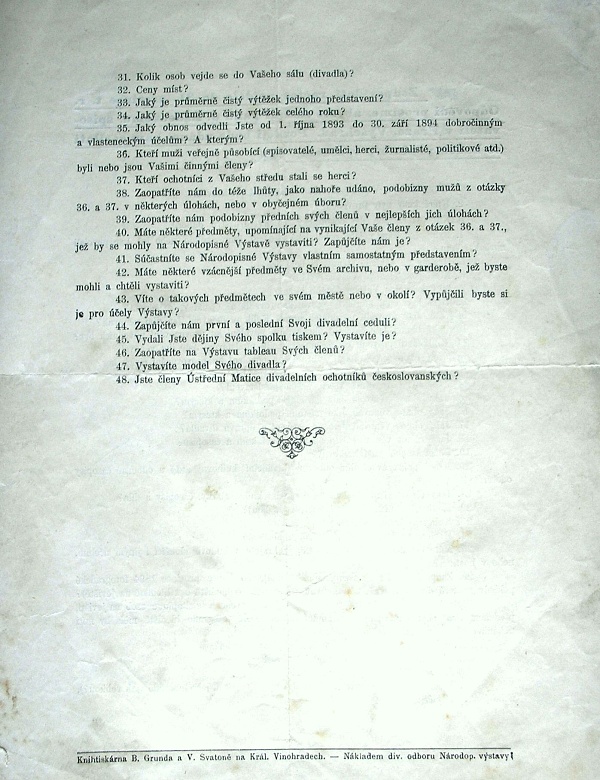 31. Kolik osob vejde se do Vašeho sálu (divadla)?
32. Ceny míst?
33. Jaký je průměrně čistý výtěžek jednoho představení?
34. Jaký je průměrně čistý výtěžek celého roku?
35. Jaký obnos odvedli Jste od 1. října 1893 do 30. září 1894 dobročinným
a vlasteneckým účelům? A kterým?
36. Kteří muži veřejně působící (spisovatelé, umělci, herci, žurnalisté, politikové atd.)
byli nebo jsou Vašimi činnými členy?
37. Kteří ochotníci z Vašeho středu stali se herci?
38. Zaopatříte nám do téže lhůty, jako nahoře udáno, podobizny mužů z otázky
36. a 37. v některých úlohách, nebo v obyčejném úboru?
39. Zaopatříte nám podobizny předních svých členů v nejlepších jich úlohách?
40. Máte některé předměty, upomínající na vynikající Vaše členy z otázek 36. a 37.,
jež by se mohly na Národopisné Výstavě vystaviti? Zapůjčíte nám je?
41. Súčastníte se Národopisné Výstavy vlastním samostatným představením?
42. Máte některé vzácnější předměty ve Svém archivu, nebo v garderobě, jež byste
mohli a chtěli vystaviti?
43. Víte o takových předmětech ve svém městě nebo v okolí? Vypůjčili byste si
je pro účely Výstavy?
44. Zapůjčíte nám první a poslední Svoji divadelní ceduli?
45. Vydali Jste dějiny Svého spolku tiskem? Vystavíte je?
46. Zaopatříte na Výstavu tableau Svých členů?
47. Vystavíte model Svého divadla?
48. Jste členy Ústřední Matice divadelních ochotníků československých?
Knihtiskárna B. Grunda a V. Svatoně na Král. Vinohradech. — Nákladem div. odboru Národop. výstavy